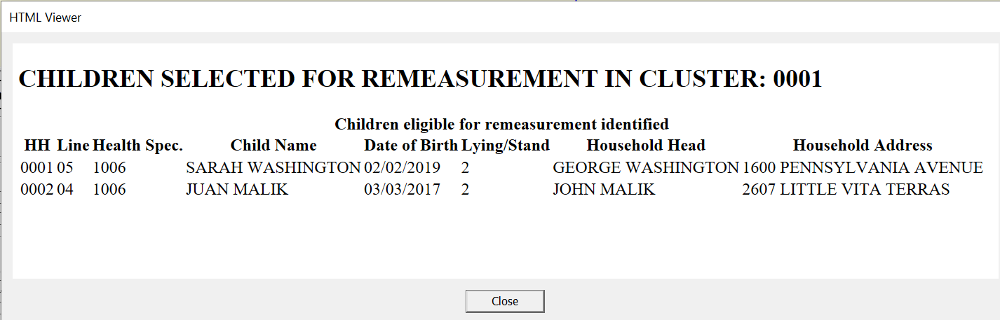 HTML Viewer
CHILDREN SELECTED FOR REMEASUREMENT IN CLUSTER: 0001
Children eligible for remeasurement identified
HH Line Health Spec. Child Name Date of Birth Lying/Stand Household Head Household Address
0001 05 1006 SARAH WASHINGTON 02/02/2019 2 GEORGE WASHINGTON 1600 PENNSYLVANIA AVENUE
0002 04 1006 JUAN MALIK 03/03/2017 2 JOHN MALIK 2607 LITTLE VITA TERRAS
Close